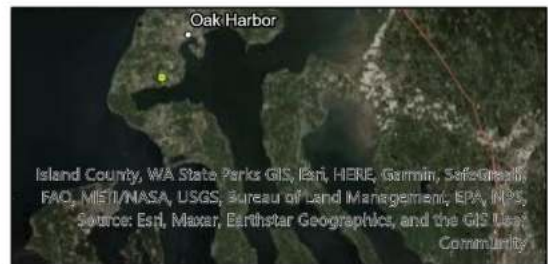 Oak Harbor
Island County, WA State Parks GIS, Esri, HERE, Garmin, SafeGraph,
FAO, METI/NASA, USGS, Bureau of Land Management, EPA, NPS,
Source: Esri, Maxar, Earthstar Geographics, and the GIS User
Community